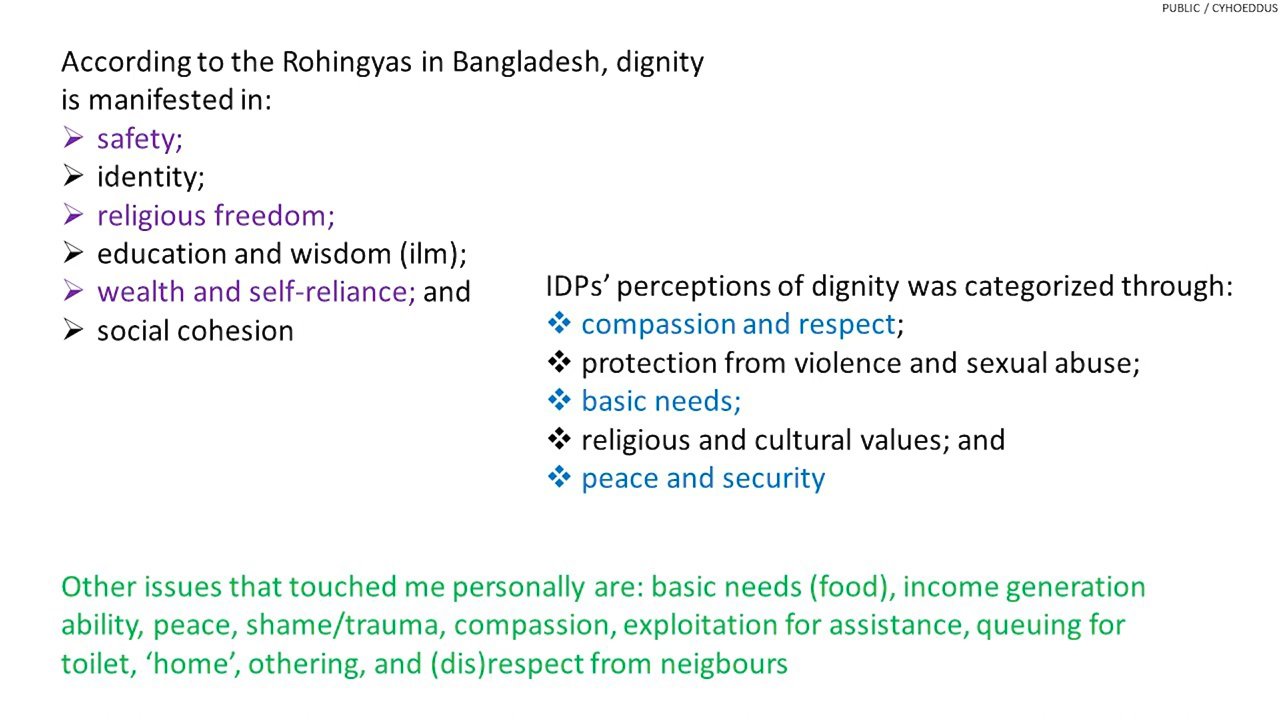 PUBLIC / CYHOEDDUS
According to the Rohingyas in Bangladesh, dignity
is manifested in:
➢ safety;
➢ identity;
➢ religious freedom;
➢ education and wisdom (ilm);
➢ wealth and self-reliance; and
➢ social cohesion
IDPs’ perceptions of dignity was categorized through:
❖ compassion and respect;
❖ protection from violence and sexual abuse;
❖ basic needs;
❖ religious and cultural values; and
❖ peace and security
Other issues that touched me personally are: basic needs (food), income generation
ability, peace, shame/trauma, compassion, exploitation for assistance, queuing for
toilet, ‘home’, othering, and (dis)respect from neigbours